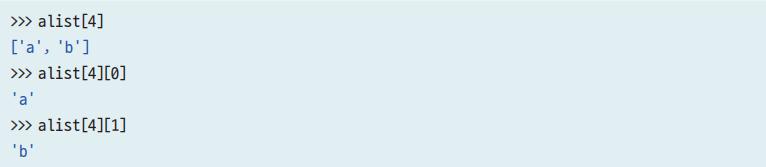 >>> alist[4]
['a', 'b']
>>> alist[4][0]
'a'
>>> alist[4][1]
'b'